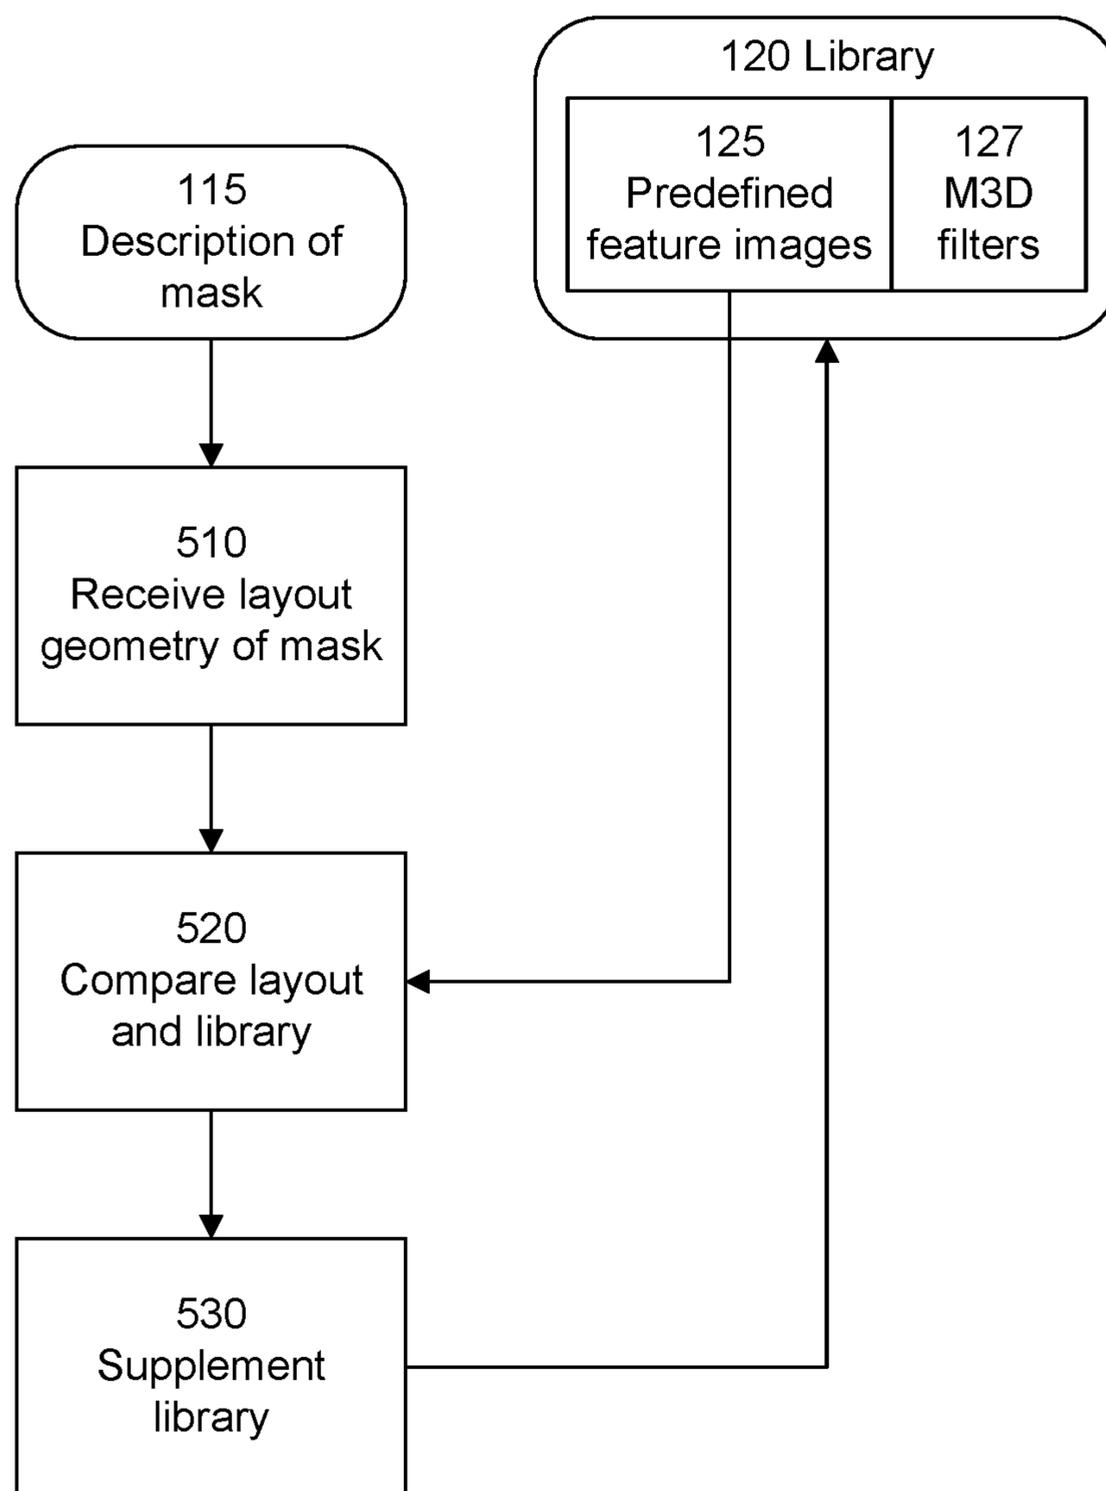 120 Library
125
Predefined
feature images
127
M3D
filters
115
Description of
mask
510
Receive layout
geometry of mask
520
Compare layout
and library
530
Supplement
library